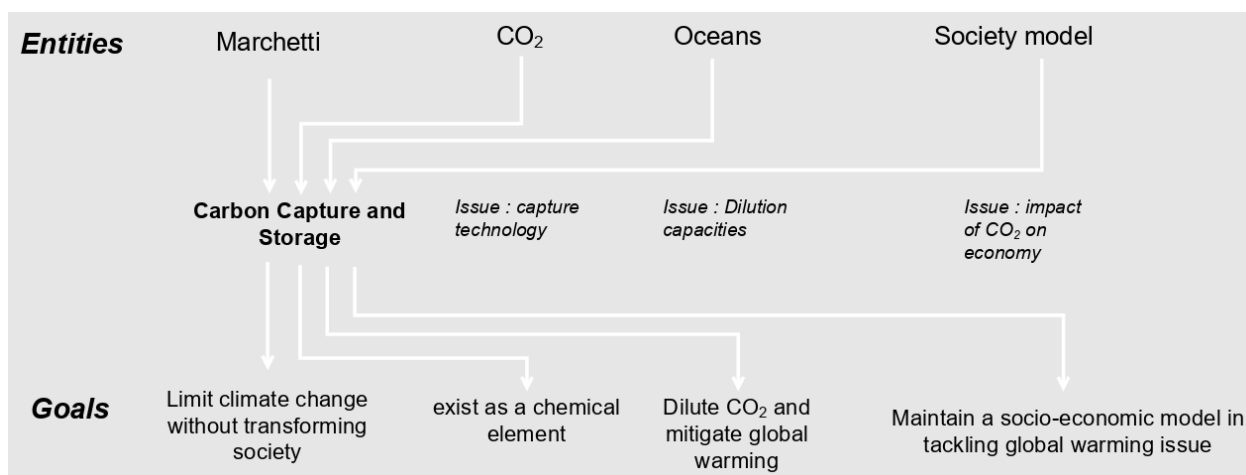 Entities
Marchetti
CO₂
Oceans
Society model
Carbon Capture and
Storage
Issue : capture
technology
Issue : Dilution
capacities
Issue : impact
of CO₂ on
economy
Goals
Limit climate change
without transforming
society
exist as a chemical
element
Dilute CO₂ and
mitigate global
warming
Maintain a socio-economic model in
tackling global warming issue